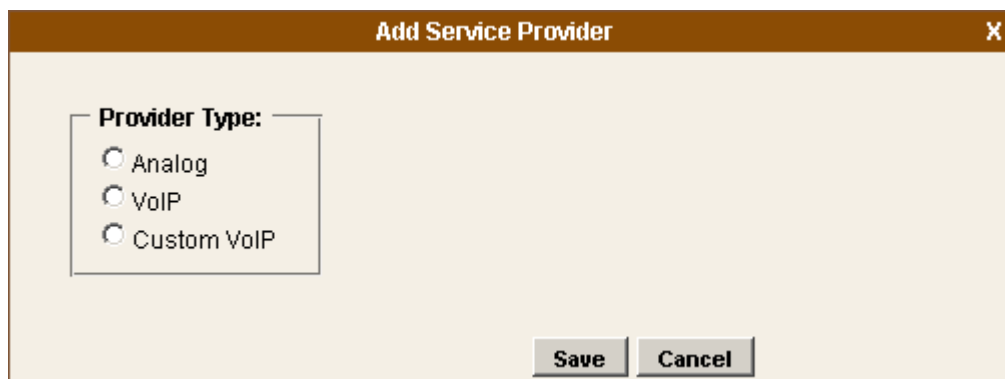 Add Service Provider X
Provider Type:
Analog
VoIP
Custom VoIP
Save Cancel